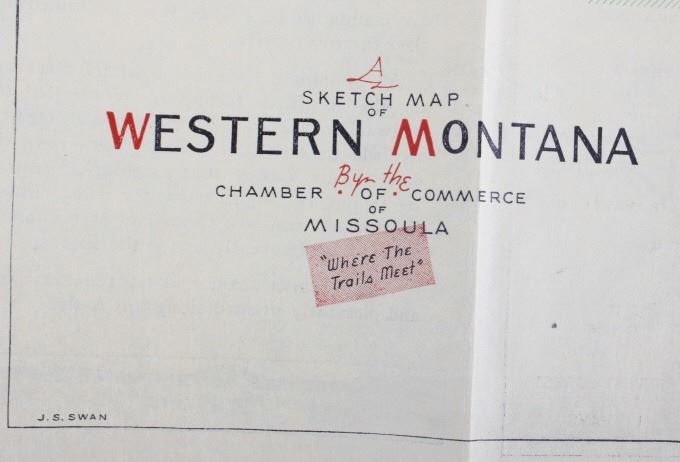 A
SKETCH MAP
OF
WESTERN MONTANA
By the
CHAMBER • OF • COMMERCE
OF
MISSOULA
"Where The
Trails Meet"
J. S. SWAN